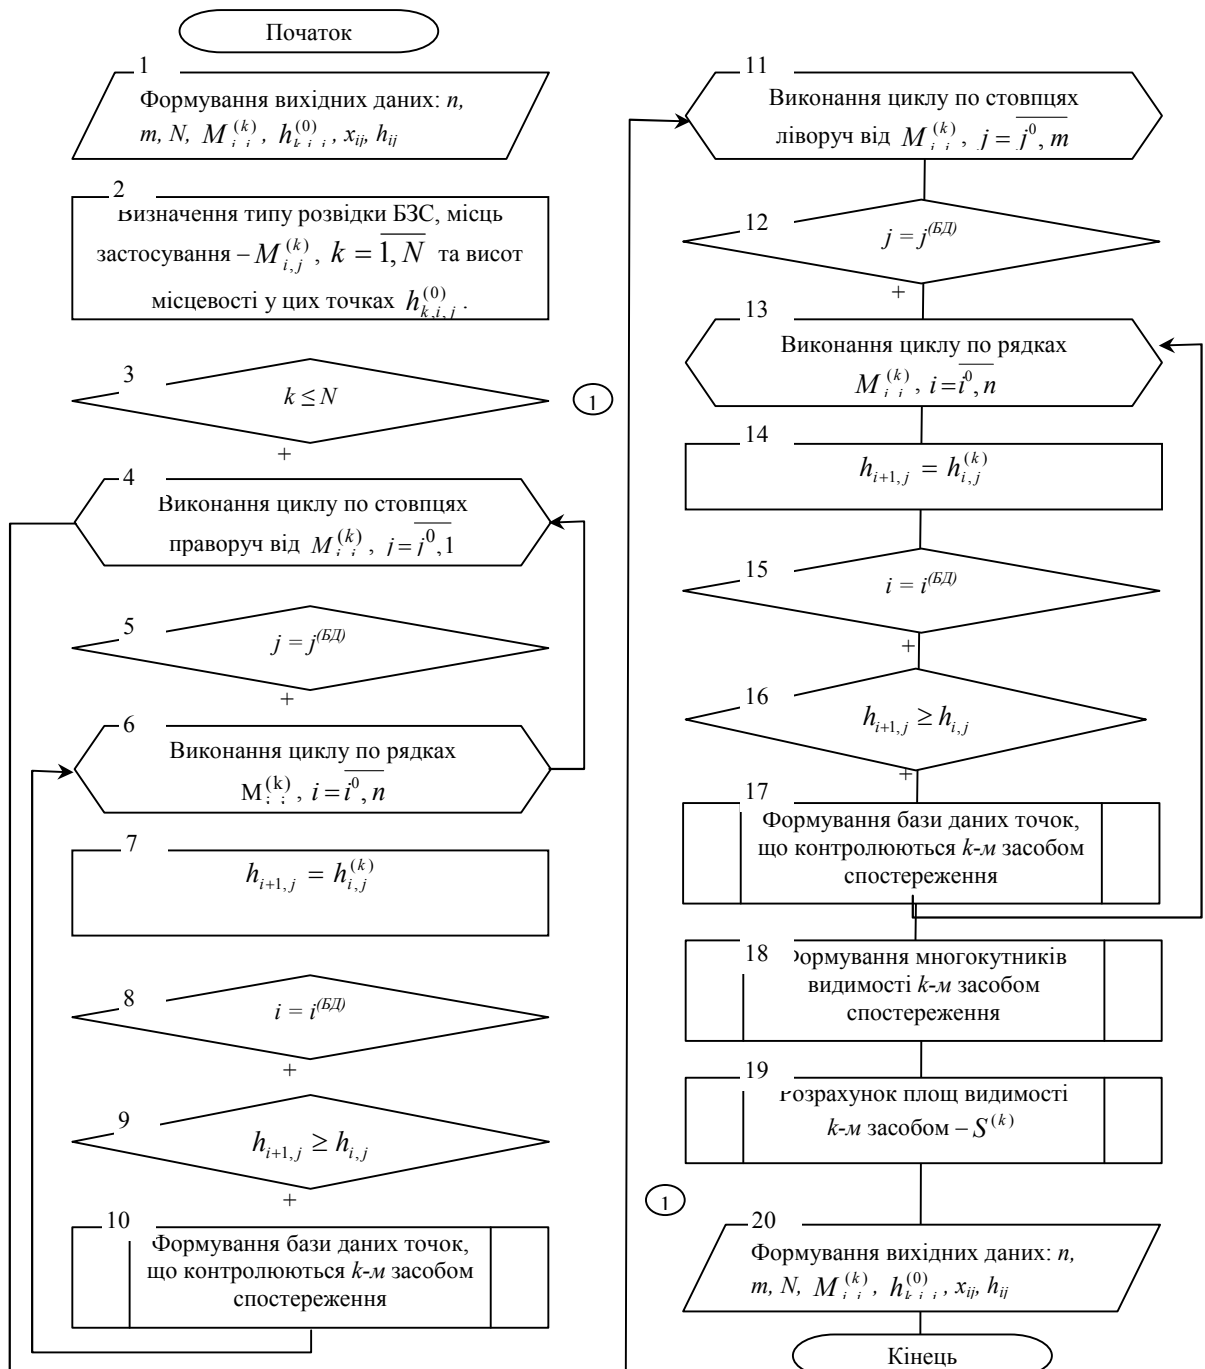 Початок
1
Формування вихідних даних: n,
m, N, M_{i,j}^{(k)}, h_{k,i,j}^{(0)}, x_{ij}, h_{ij}
2
Визначення типу розвідки БЗС, місць
застосування – M_{i,j}^{(k)}, k = \overline{1, N} та висот
місцевості у цих точках h_{k,i,j}^{(0)}.
3
k ≤ N
1
+
4
Виконання циклу по стовпцях
праворуч від M_{i,j}^{(k)}, j = \overline{j^0, 1}
5
j = j^{(БД)}
+
6
Виконання циклу по рядках
M_{i,j}^{(k)}, i = \overline{i^0, n}
7
h_{i+1,j} = h_{i,j}^{(k)}
8
i = i^{(БД)}
+
9
h_{i+1,j} ≥ h_{i,j}
+
10
Формування бази даних точок,
що контролюються k-м засобом
спостереження
11
Виконання циклу по стовпцях
ліворуч від M_{i,j}^{(k)}, j = \overline{j^0, m}
12
j = j^{(БД)}
+
13
Виконання циклу по рядках
M_{i,j}^{(k)}, i = \overline{i^0, n}
14
h_{i+1,j} = h_{i,j}^{(k)}
15
i = i^{(БД)}
+
16
h_{i+1,j} ≥ h_{i,j}
+
17
Формування бази даних точок,
що контролюються k-м засобом
спостереження
18
Формування многокутників
видимості k-м засобом
спостереження
19
Розрахунок площ видимості
k-м засобом – S^{(k)}
1
20
Формування вихідних даних: n,
m, N, M_{i,j}^{(k)}, h_{k,i,j}^{(0)}, x_{ij}, h_{ij}
Кінець